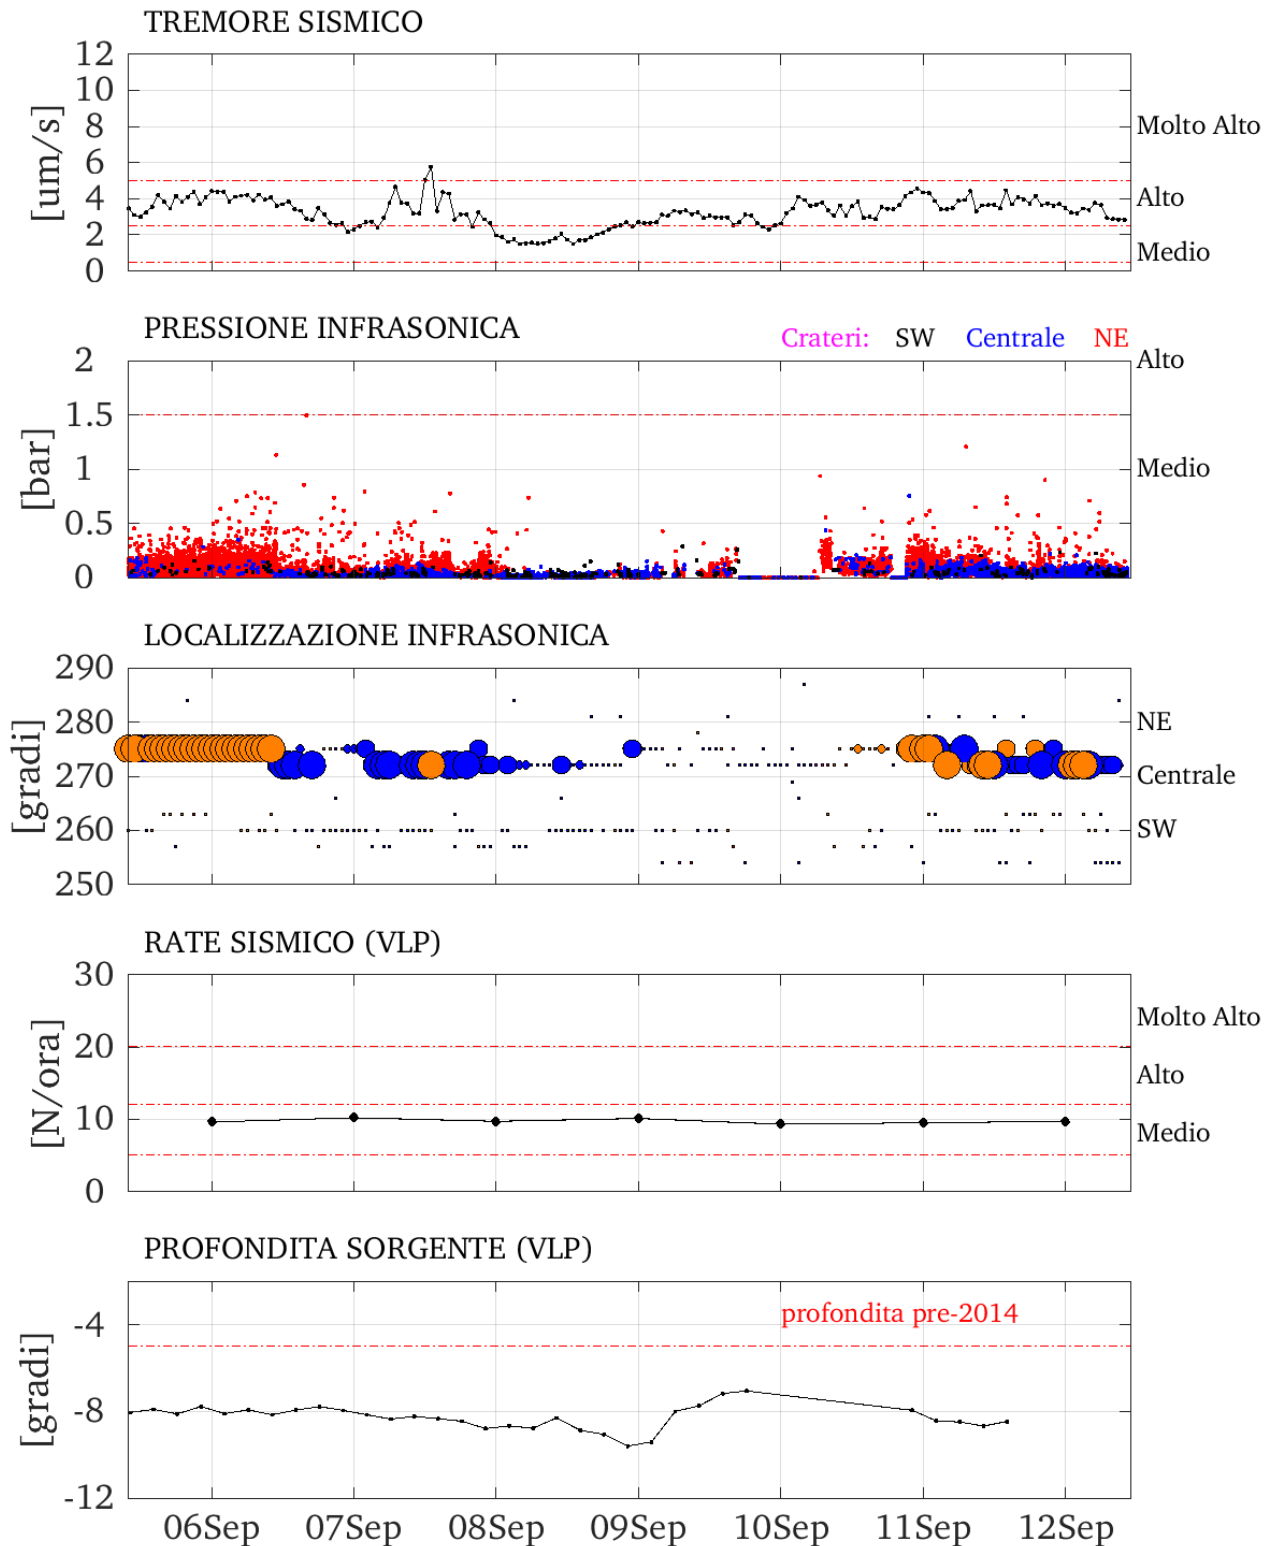 TREMORE SISMICO
12
10
8
6
4
2
0
[um/s]
Molto Alto
Alto
Medio
PRESSIONE INFRASONICA
Crateri: SW Centrale NE
2
1.5
1
0.5
0
[bar]
Alto
Medio
LOCALIZZAZIONE INFRASONICA
290
280
270
260
250
[gradi]
NE
Centrale
SW
RATE SISMICO (VLP)
30
20
10
0
[N/ora]
Molto Alto
Alto
Medio
PROFONDITA SORGENTE (VLP)
profondita pre-2014
-4
-8
-12
[gradi]
06Sep 07Sep 08Sep 09Sep 10Sep 11Sep 12Sep